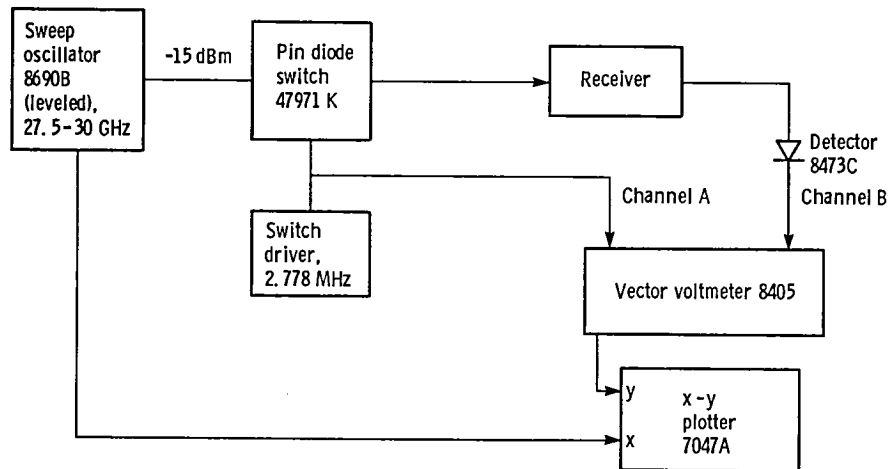 Sweep
oscillator
8690B
(leveled),
27.5-30 GHz
-15 dBm
Pin diode
switch
47971 K
Receiver
Detector
8473C
Channel A
Channel B
Switch
driver,
2.778 MHz
Vector voltmeter 8405
y
x-y
plotter
7047A
x